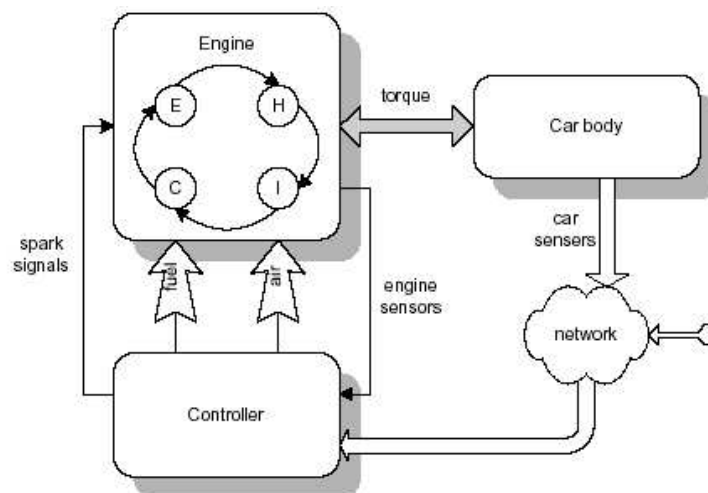 Engine
E
H
C
I
torque
Car body
spark
signals
fuel
air
engine
sensors
car
sensers
network
Controller